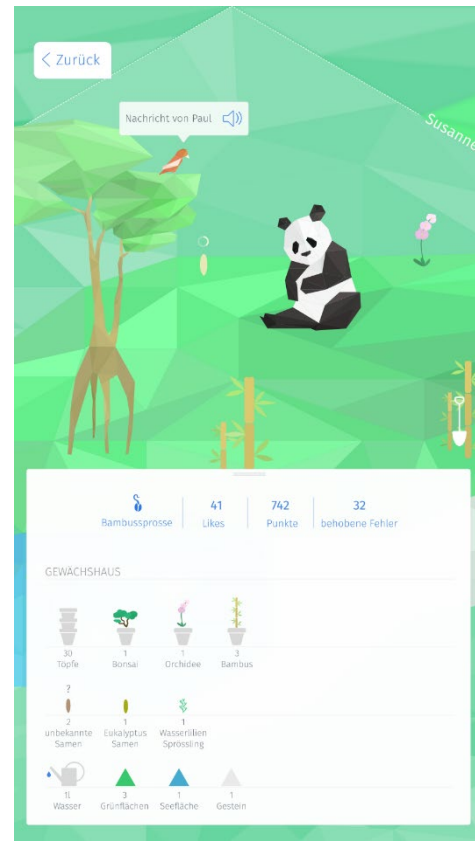 < Zurück
Nachricht von Paul
Susanne
Bambussprosse
41
Likes
742
Punkte
32
behobene Fehler
GEWÄCHSHAUS
30
Töpfe
1
Bonsai
1
Orchidee
3
Bambus
?
2
unbekannte
Samen
1
Eukalyptus
Samen
1
Wasserlilien
Sprössling
1l
Wasser
3
Grünflächen
1
Seefläche
1
Gestein